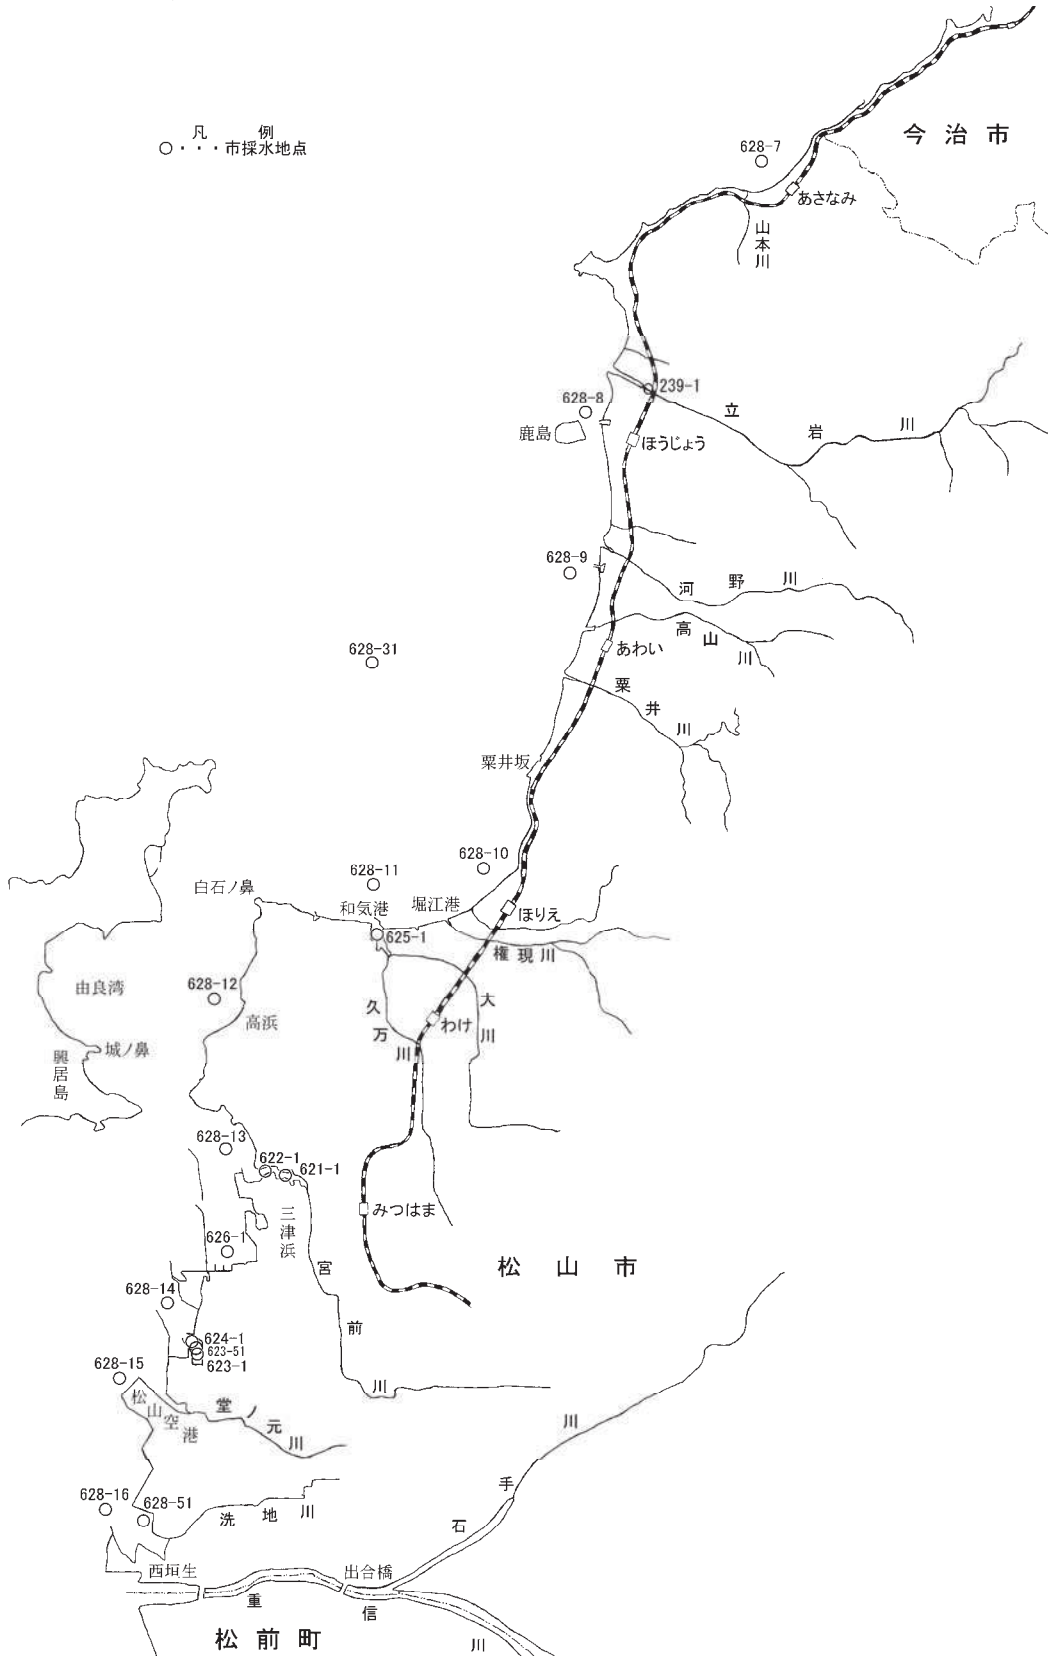 凡例
○・・・市採水地点
今治市
628-7
あさなみ
山本川
239-1
628-8
立岩川
鹿島
ほうじょう
628-9
河野川
高山川
628-31
あわい
粟井川
粟井坂
628-10
628-11
白石ノ鼻
和気港
堀江港
ほりえ
625-1
権現川
由良湾
628-12
高浜
久万川
大川
わけ
城ノ鼻
興居島
628-13
622-1
621-1
みつはま
三津浜
626-1
宮前川
松山市
628-14
624-1
623-51
623-1
628-15
松山空港
堂ノ元川
石手川
628-16
628-51
洗地川
西垣生
出合橋
重信川
松前町